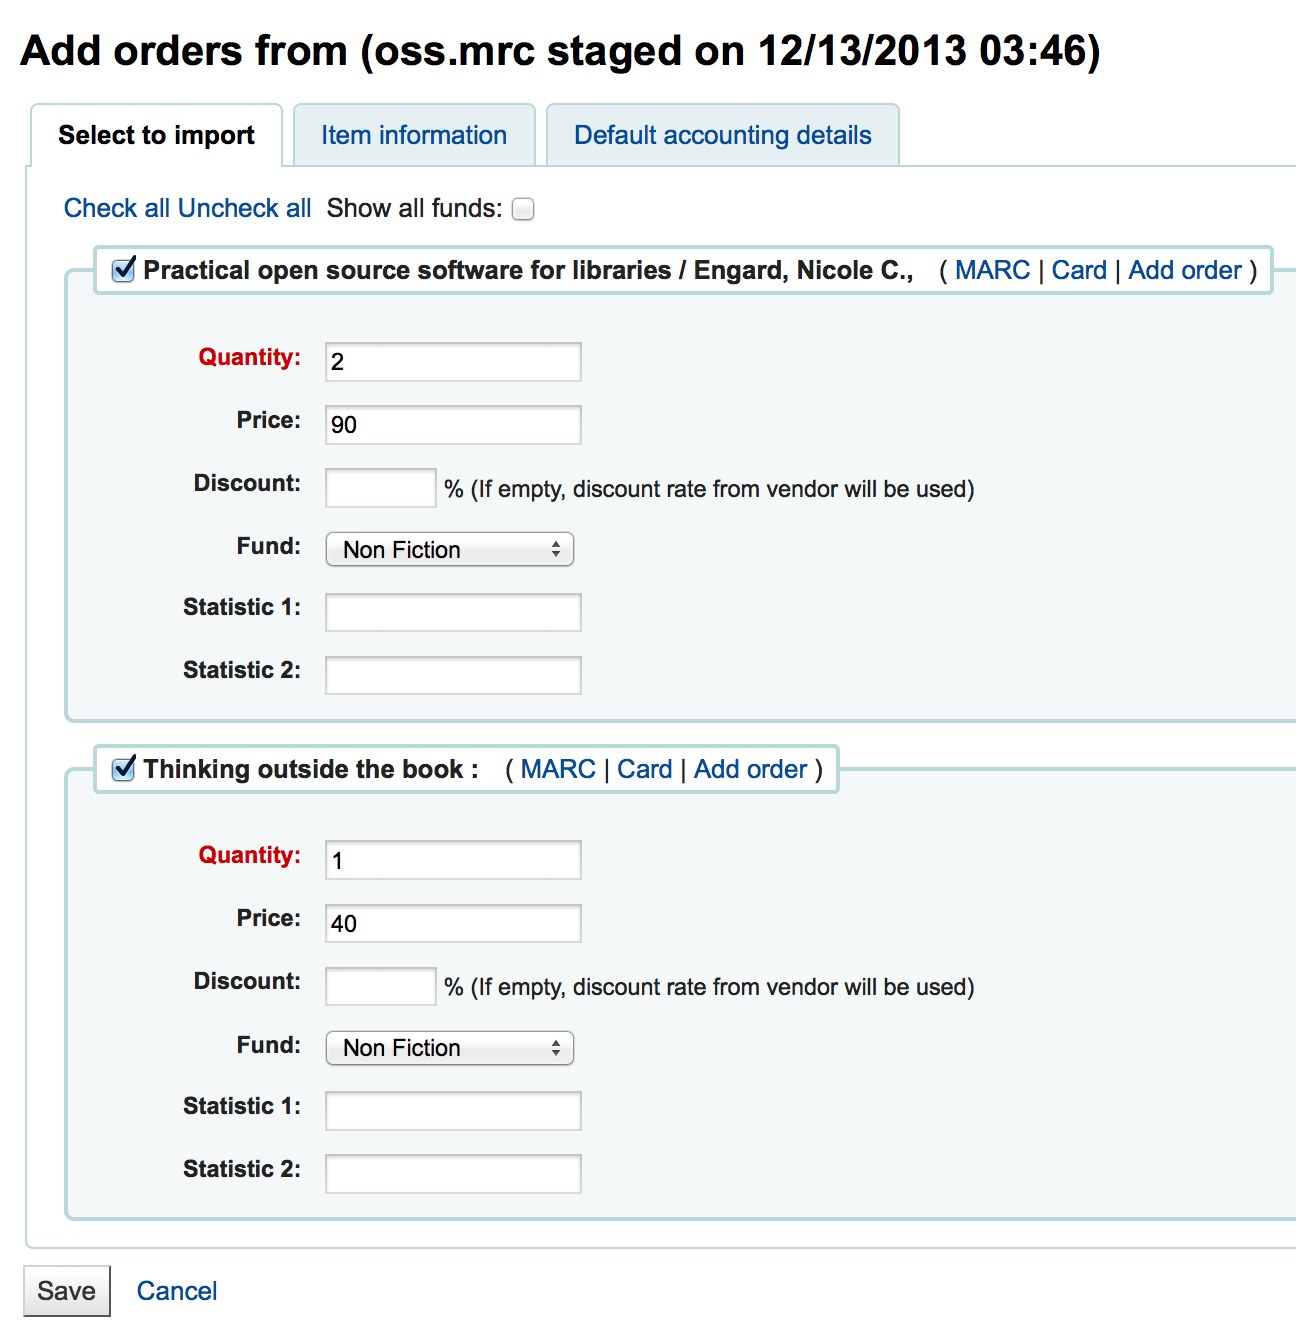 Add orders from (oss.mrc staged on 12/13/2013 03:46)
Select to import Item information Default accounting details
Check all Uncheck all Show all funds:
Practical open source software for libraries / Engard, Nicole C., ( MARC | Card | Add order )
Quantity: 2
Price: 90
Discount: % (If empty, discount rate from vendor will be used)
Fund: Non Fiction
Statistic 1:
Statistic 2:
Thinking outside the book : ( MARC | Card | Add order )
Quantity: 1
Price: 40
Discount: % (If empty, discount rate from vendor will be used)
Fund: Non Fiction
Statistic 1:
Statistic 2:
Save Cancel